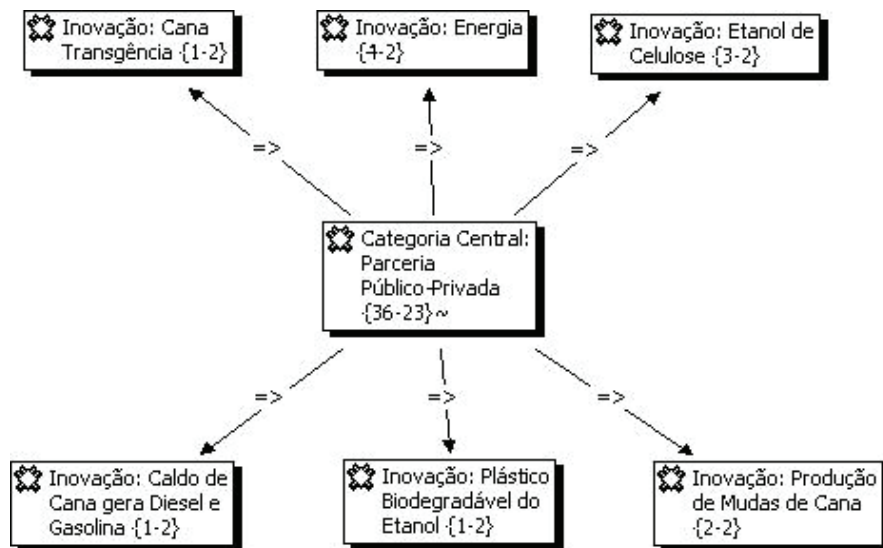 Inovação: Cana
Transgência ·{1-2}
Inovação: Energia
·{4-2}
Inovação: Etanol de
Celulose ·{3-2}
=>
=>
=>
Categoria Central:
Parceria
Público-Privada
·{36-23}~
=>
=>
=>
Inovação: Caldo de
Cana gera Diesel e
Gasolina ·{1-2}
Inovação: Plástico
Biodegradável do
Etanol ·{1-2}
Inovação: Produção
de Mudas de Cana
·{2-2}